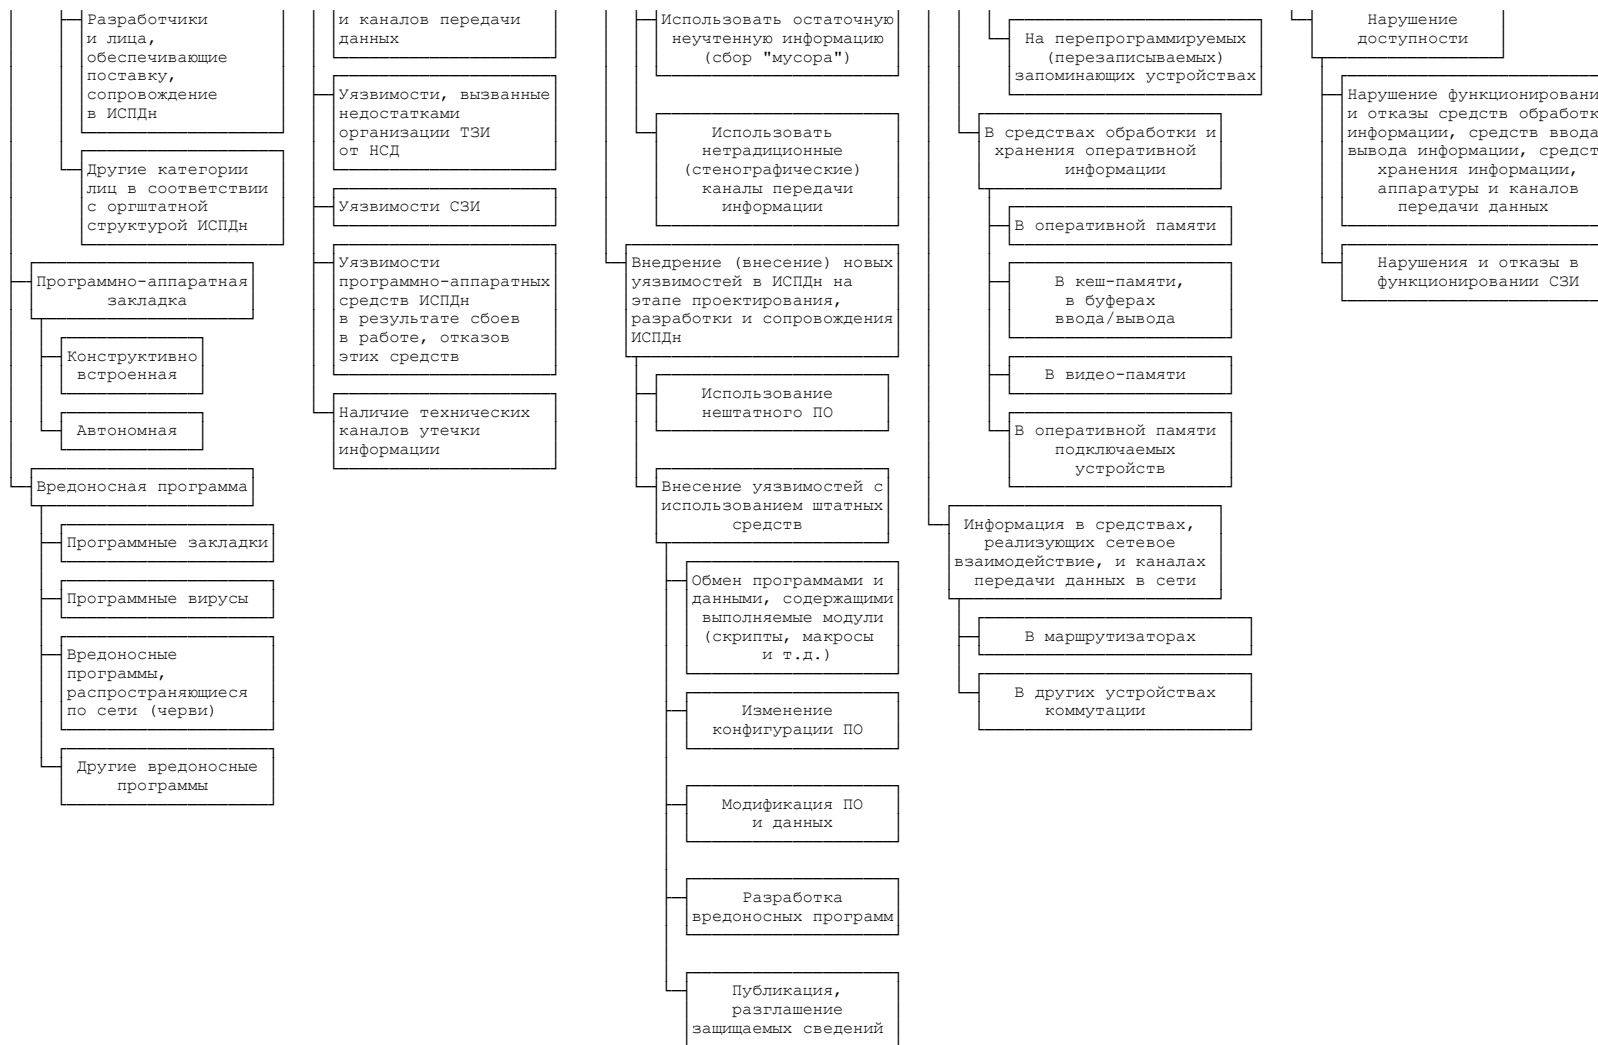 Разработчики
и лица,
обеспечивающие
поставку,
сопровождение
в ИСПДн
Другие категории
лиц в соответствии
с оргштатной
структурой ИСПДн
Программно-аппаратная
закладка
Конструктивно
встроенная
Автономная
Вредоносная программа
Программные закладки
Программные вирусы
Вредоносные
программы,
распространяющиеся
по сети (черви)
Другие вредоносные
программы
и каналов передачи
данных
Уязвимости, вызванные
недостатками
организации ТЗИ
от НСД
Уязвимости СЗИ
Уязвимости
программно-аппаратных
средств ИСПДн
в результате сбоев
в работе, отказов
этих средств
Наличие технических
каналов утечки
информации
Использовать остаточную
неучтенную информацию
(сбор "мусора")
Использовать
нетрадиционные
(стенографические)
каналы передачи
информации
Внедрение (внесение) новых
уязвимостей в ИСПДн на
этапе проектирования,
разработки и сопровождения
ИСПДн
Использование
нештатного ПО
Внесение уязвимостей с
использованием штатных
средств
Обмен программами и
данными, содержащими
выполняемые модули
(скрипты, макросы
и т.д.)
Изменение
конфигурации ПО
Модификация ПО
и данных
Разработка
вредоносных программ
Публикация,
разглашение
защищаемых сведений
На перепрограммируемых
(перезаписываемых)
запоминающих устройствах
В средствах обработки и
хранения оперативной
информации
В оперативной памяти
В кеш-памяти,
в буферах
ввода/вывода
В видео-памяти
В оперативной памяти
подключаемых
устройств
Информация в средствах,
реализующих сетевое
взаимодействие, и каналах
передачи данных в сети
В маршрутизаторах
В других устройствах
коммутации
Нарушение
доступности
Нарушение функционировани
и отказы средств обработк
информации, средств ввода
вывода информации, средст
хранения информации,
аппаратуры и каналов
передачи данных
Нарушения и отказы в
функционировании СЗИ